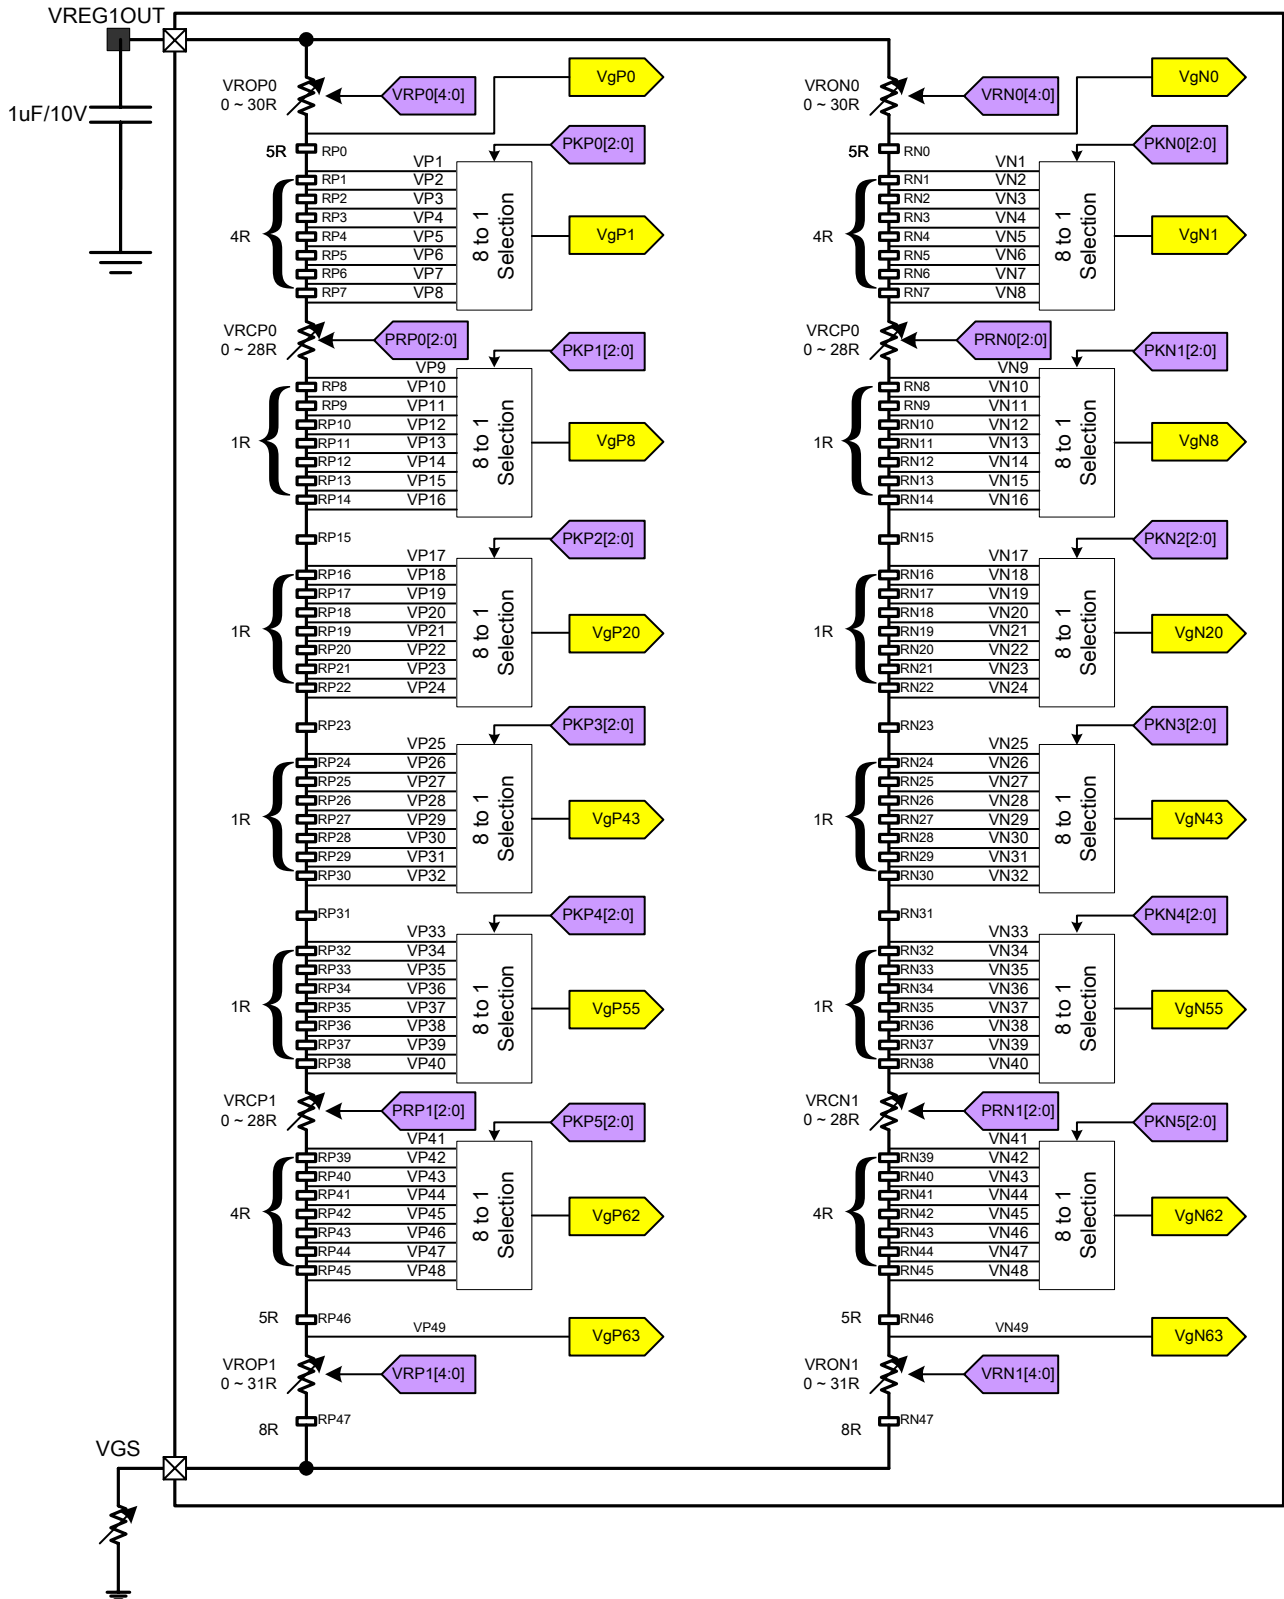 VREG1OUT
1uF/10V
VROP0
0 ~ 30R
VRP0[4:0]
VgP0
5R
RP0
PKP0[2:0]
VP1
RP1
VP2
RP2
VP3
RP3
VP4
4R
RP4
VP5
RP5
VP6
RP6
VP7
RP7
VP8
8 to 1
Selection
VgP1
VRCP0
0 ~ 28R
PRP0[2:0]
PKP1[2:0]
VP9
RP8
VP10
RP9
VP11
RP10
VP12
1R
RP11
VP13
RP12
VP14
RP13
VP15
RP14
VP16
8 to 1
Selection
VgP8
RP15
PKP2[2:0]
VP17
RP16
VP18
RP17
VP19
RP18
VP20
1R
RP19
VP21
RP20
VP22
RP21
VP23
RP22
VP24
8 to 1
Selection
VgP20
RP23
PKP3[2:0]
VP25
RP24
VP26
RP25
VP27
RP26
VP28
1R
RP27
VP29
RP28
VP30
RP29
VP31
RP30
VP32
8 to 1
Selection
VgP43
RP31
PKP4[2:0]
VP33
RP32
VP34
RP33
VP35
RP34
VP36
1R
RP35
VP37
RP36
VP38
RP37
VP39
RP38
VP40
8 to 1
Selection
VgP55
VRCP1
0 ~ 28R
PRP1[2:0]
PKP5[2:0]
VP41
RP39
VP42
RP40
VP43
RP41
VP44
4R
RP42
VP45
RP43
VP46
RP44
VP47
RP45
VP48
8 to 1
Selection
VgP62
5R
RP46
VP49
VgP63
VROP1
0 ~ 31R
VRP1[4:0]
8R
RP47
VRON0
0 ~ 30R
VRN0[4:0]
VgN0
5R
RN0
PKN0[2:0]
VN1
RN1
VN2
RN2
VN3
RN3
VN4
4R
RN4
VN5
RN5
VN6
RN6
VN7
RN7
VN8
8 to 1
Selection
VgN1
VRCP0
0 ~ 28R
PRN0[2:0]
PKN1[2:0]
VN9
RN8
VN10
RN9
VN11
RN10
VN12
1R
RN11
VN13
RN12
VN14
RN13
VN15
RN14
VN16
8 to 1
Selection
VgN8
RN15
PKN2[2:0]
VN17
RN16
VN18
RN17
VN19
RN18
VN20
1R
RN19
VN21
RN20
VN22
RN21
VN23
RN22
VN24
8 to 1
Selection
VgN20
RN23
PKN3[2:0]
VN25
RN24
VN26
RN25
VN27
RN26
VN28
1R
RN27
VN29
RN28
VN30
RN29
VN31
RN30
VN32
8 to 1
Selection
VgN43
RN31
PKN4[2:0]
VN33
RN32
VN34
RN33
VN35
RN34
VN36
1R
RN35
VN37
RN36
VN38
RN37
VN39
RN38
VN40
8 to 1
Selection
VgN55
VRCN1
0 ~ 28R
PRN1[2:0]
PKN5[2:0]
VN41
RN39
VN42
RN40
VN43
RN41
VN44
4R
RN42
VN45
RN43
VN46
RN44
VN47
RN45
VN48
8 to 1
Selection
VgN62
5R
RN46
VN49
VgN63
VRON1
0 ~ 31R
VRN1[4:0]
8R
RN47
VGS